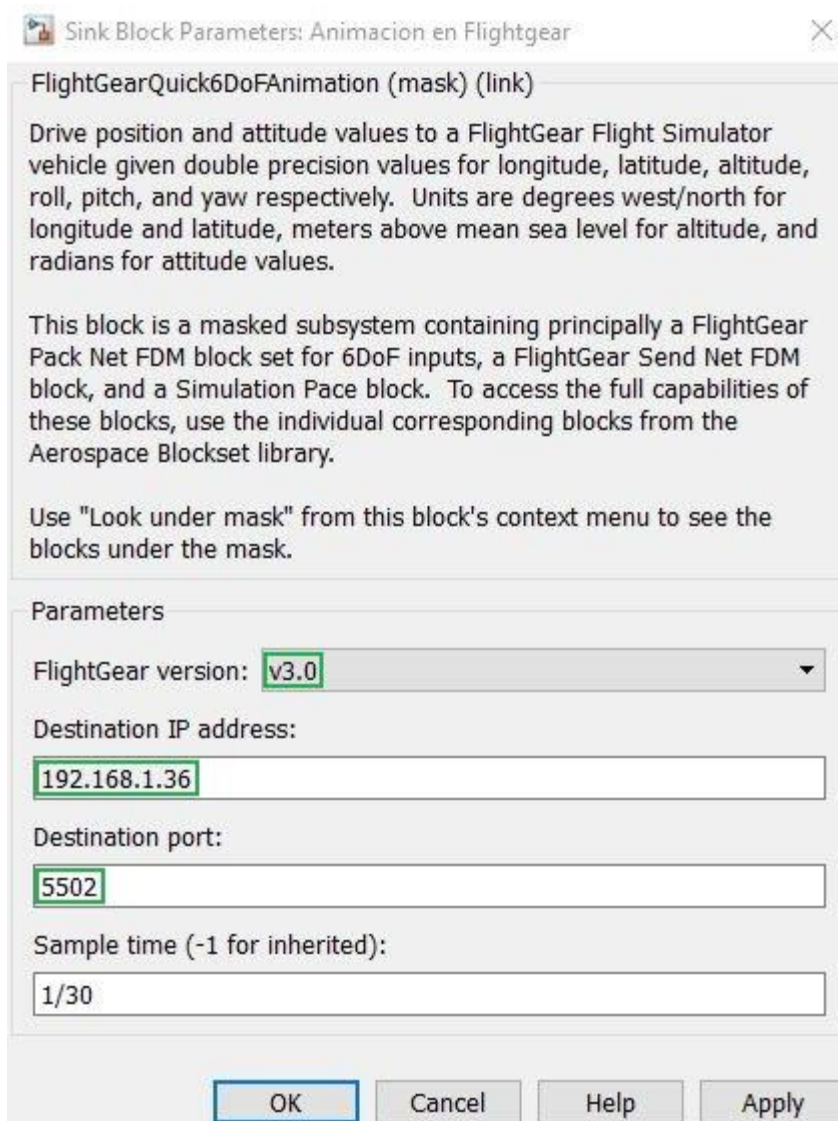 Sink Block Parameters: Animacion en Flightgear
FlightGearQuick6DoFAnimation (mask) (link)
Drive position and attitude values to a FlightGear Flight Simulator
vehicle given double precision values for longitude, latitude, altitude,
roll, pitch, and yaw respectively.  Units are degrees west/north for
longitude and latitude, meters above mean sea level for altitude, and
radians for attitude values.
This block is a masked subsystem containing principally a FlightGear
Pack Net FDM block set for 6DoF inputs, a FlightGear Send Net FDM
block, and a Simulation Pace block.  To access the full capabilities of
these blocks, use the individual corresponding blocks from the
Aerospace Blockset library.
Use "Look under mask" from this block's context menu to see the
blocks under the mask.
Parameters
FlightGear version: v3.0
Destination IP address:
192.168.1.36
Destination port:
5502
Sample time (-1 for inherited):
1/30
OK Cancel Help Apply